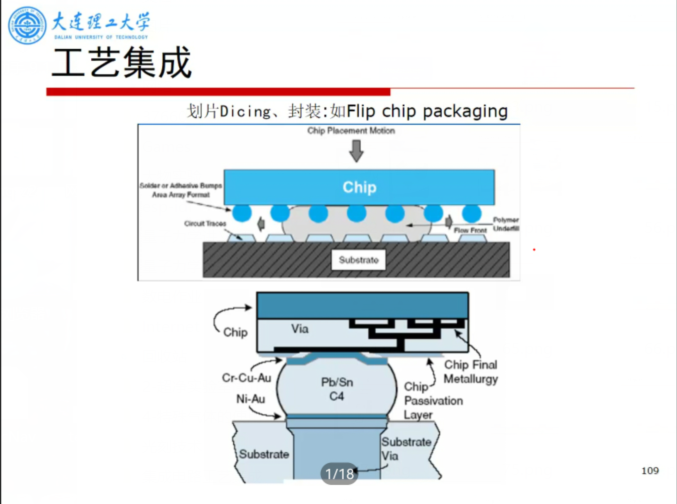 大连理工大学
DALIAN UNIVERSITY OF TECHNOLOGY
工艺集成
划片Dicing、封装:如Flip chip packaging
Chip Placement Motion
Chip
Solder or Adhesive Bumps
Area Array Format
Circuit Traces
Polymer
Underfill
Flow Front
Substrate
Chip
Via
Chip Final
Metallurgy
Cr-Cu-Au
Pb/Sn
C4
Chip
Passivation
Layer
Ni-Au
Substrate
Substrate
Via
1/18
109